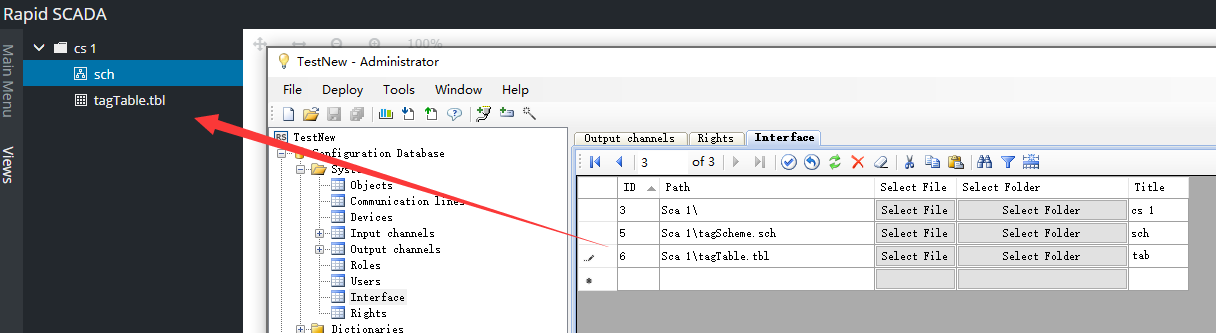 Rapid SCADA
Main Menu
Views
cs 1
sch
tagTable.tbl
100%
TestNew - Administrator
File Deploy Tools Window Help
TestNew
Configuration Database
System
Objects
Communication lines
Devices
Input channels
Output channels
Roles
Users
Interface
Rights
Dictionaries
Output channels Rights Interface
3 of 3
ID Path Select File Select Folder Title
3 Sca 1\ Select File Select Folder cs 1
5 Sca 1\tagScheme.sch Select File Select Folder sch
6 Sca 1\tagTable.tbl Select File Select Folder tab